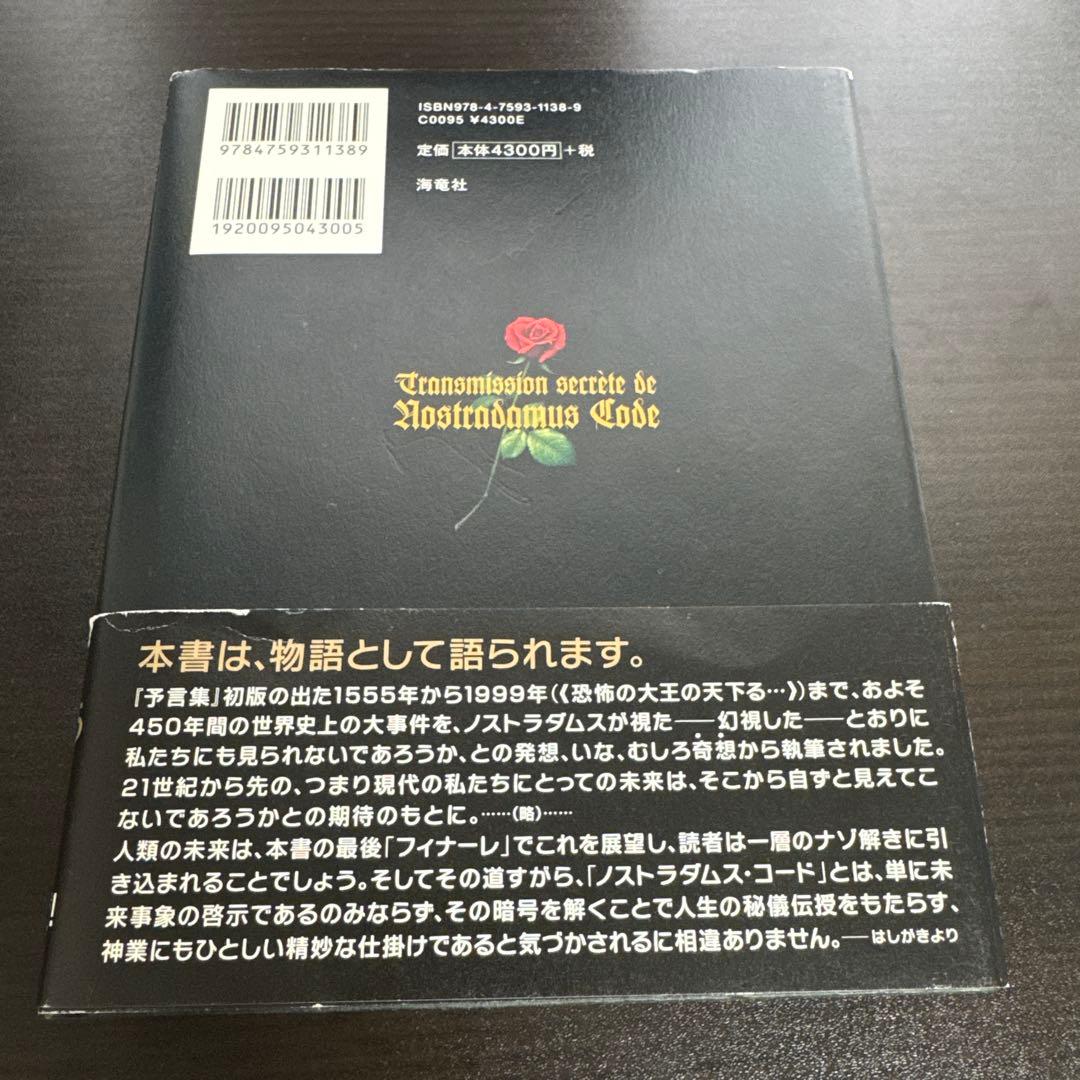 9784759311389
1920095043005
ISBN978-4-7593-1138-9
C0095 ¥4300E
定価 本体4300円+税
海竜社
Transmission secrète de
Nostradamus Code
本書は、物語として語られます。
『予言集』初版の出た1555年から1999年(《恐怖の大王の天下る…》)まで、およそ
450年間の世界史上の大事件を、ノストラダムスが視た――幻視した――とおりに
私たちにも見られないであろうか、との発想、いな、むしろ奇想から執筆されました。
21世紀から先の、つまり現代の私たちにとっての未来は、そこから自ずと見えてこ
ないであろうかとの期待のもとに。……(略)……
人類の未来は、本書の最後「フィナーレ」でこれを展望し、読者は一層のナゾ解きに引
き込まれることでしょう。そしてその道すがら、「ノストラダムス・コード」とは、単に未
来事象の啓示であるのみならず、その暗号を解くことで人生の秘儀伝授をもたらす、
神業にもひとしい精妙な仕掛けであると気づかされるに相違ありません。――はしがきより